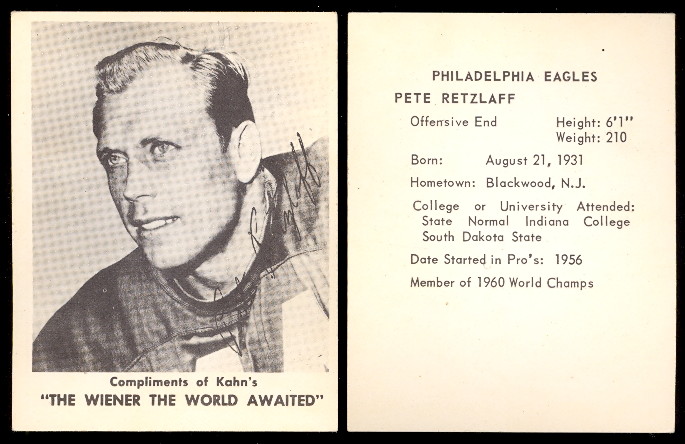 Pete Retzlaff
Compliments of Kahn's
"THE WIENER THE WORLD AWAITED"
PHILADELPHIA EAGLES
PETE RETZLAFF
Offensive End Height: 6'1"
Weight: 210
Born: August 21, 1931
Hometown: Blackwood, N.J.
College or University Attended:
State Normal Indiana College
South Dakota State
Date Started in Pro's: 1956
Member of 1960 World Champs